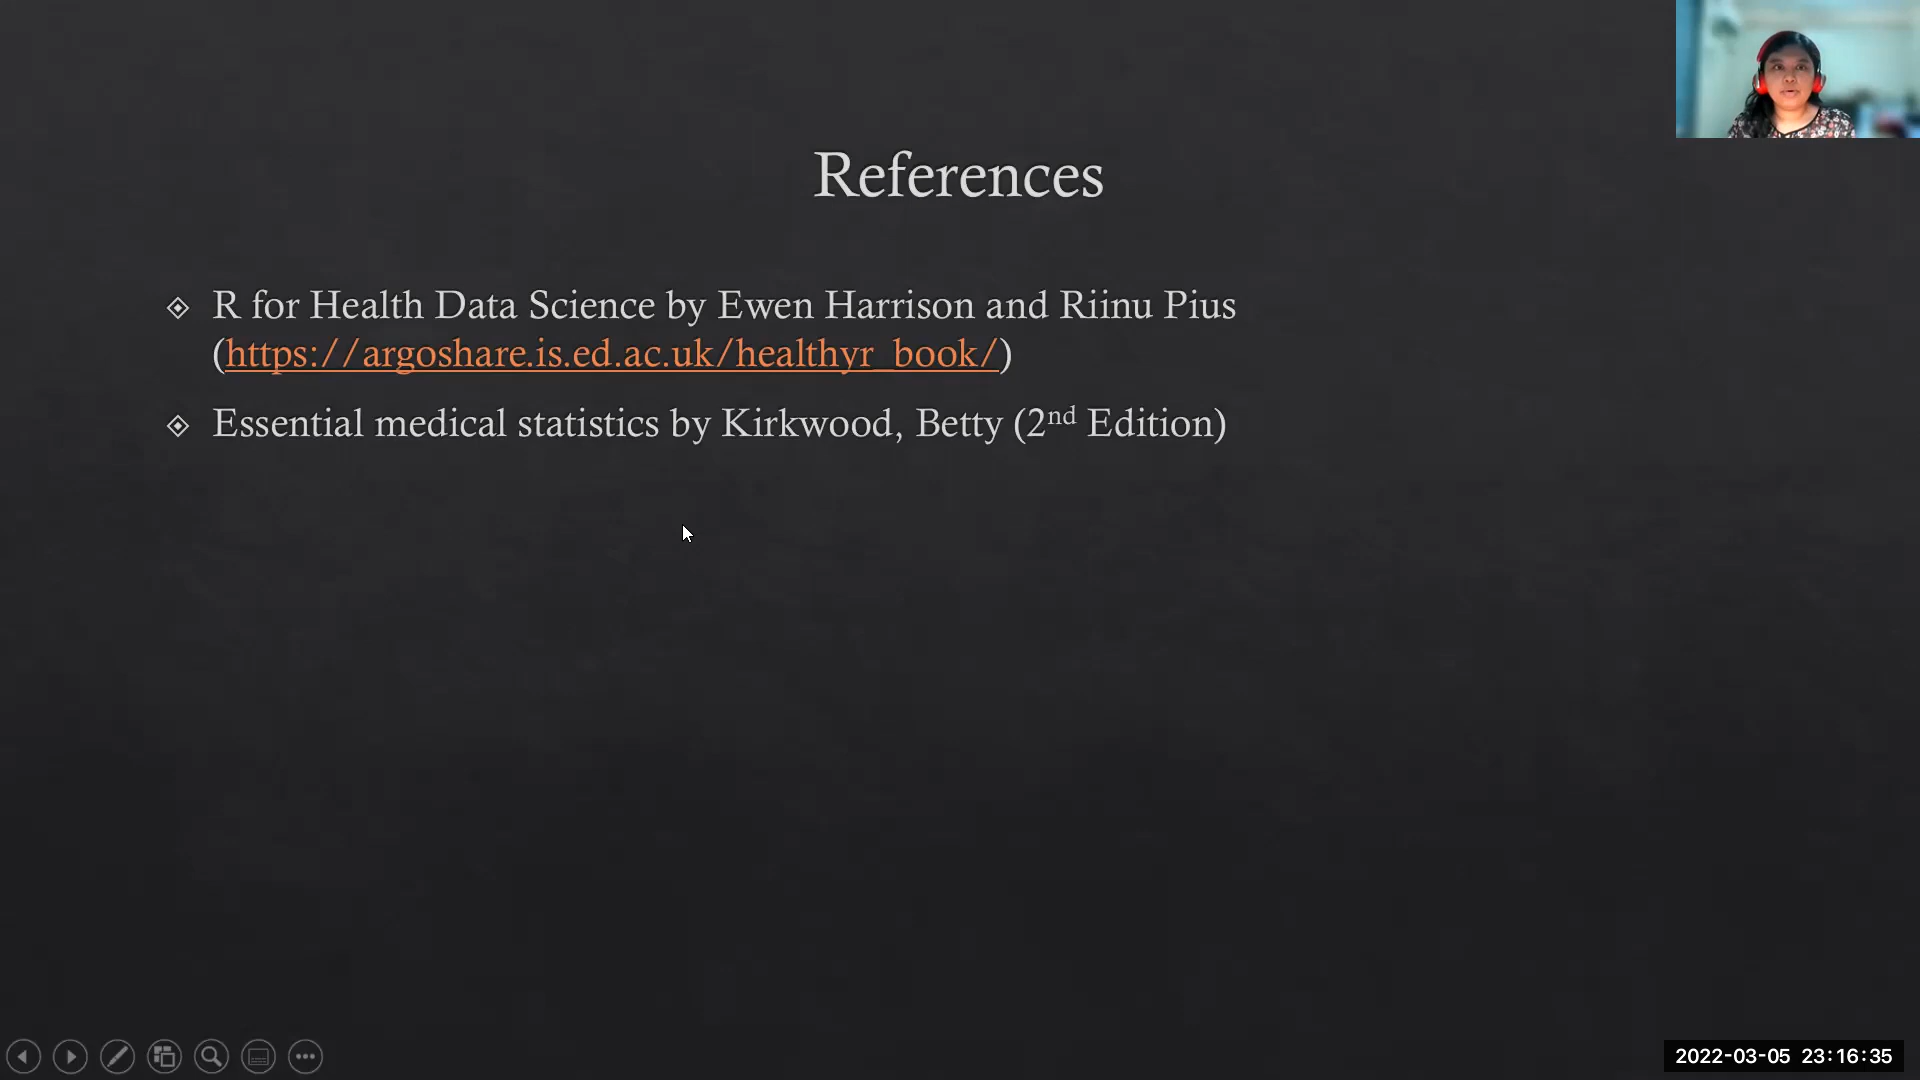 References
R for Health Data Science by Ewen Harrison and Riinu Pius
(https://argoshare.is.ed.ac.uk/healthyr_book/)
Essential medical statistics by Kirkwood, Betty (2nd Edition)
2022-03-05 23:16:35